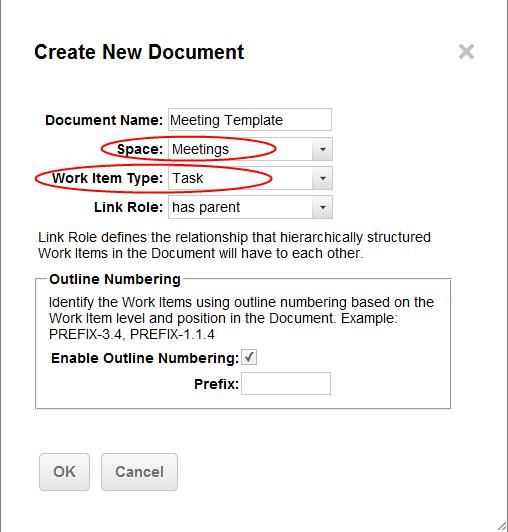 Create New Document
Document Name: Meeting Template
Space: Meetings
Work Item Type: Task
Link Role: has parent
Link Role defines the relationship that hierarchically structured
Work Items in the Document will have to each other.
Outline Numbering
Identify the Work Items using outline numbering based on the
Work Item level and position in the Document. Example:
PREFIX-3.4, PREFIX-1.1.4
Enable Outline Numbering:
Prefix:
OK Cancel